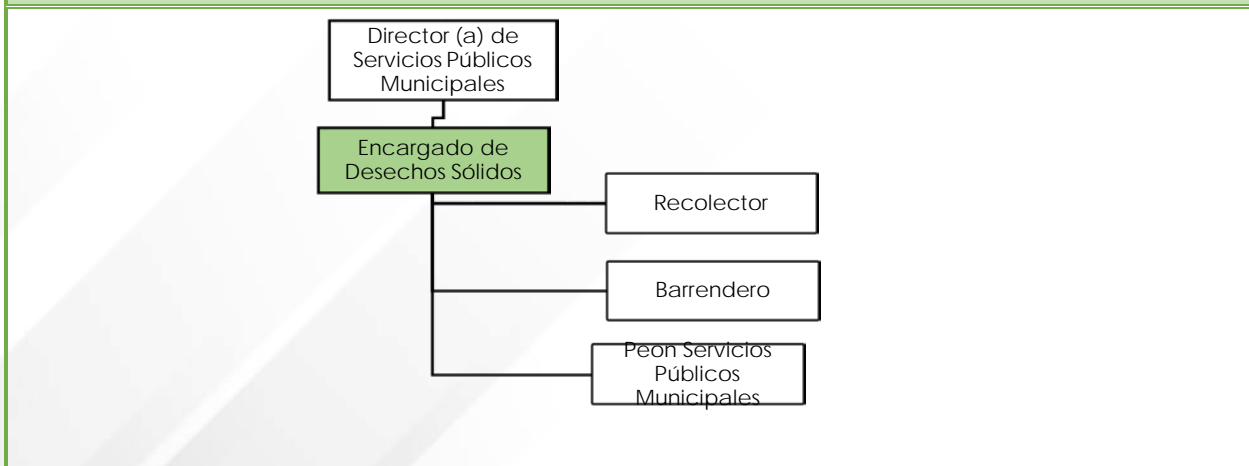 Director (a) de
Servicios Públicos
Municipales
Encargado de
Desechos Sólidos
Recolector
Barrendero
Peon Servicios
Públicos
Municipales